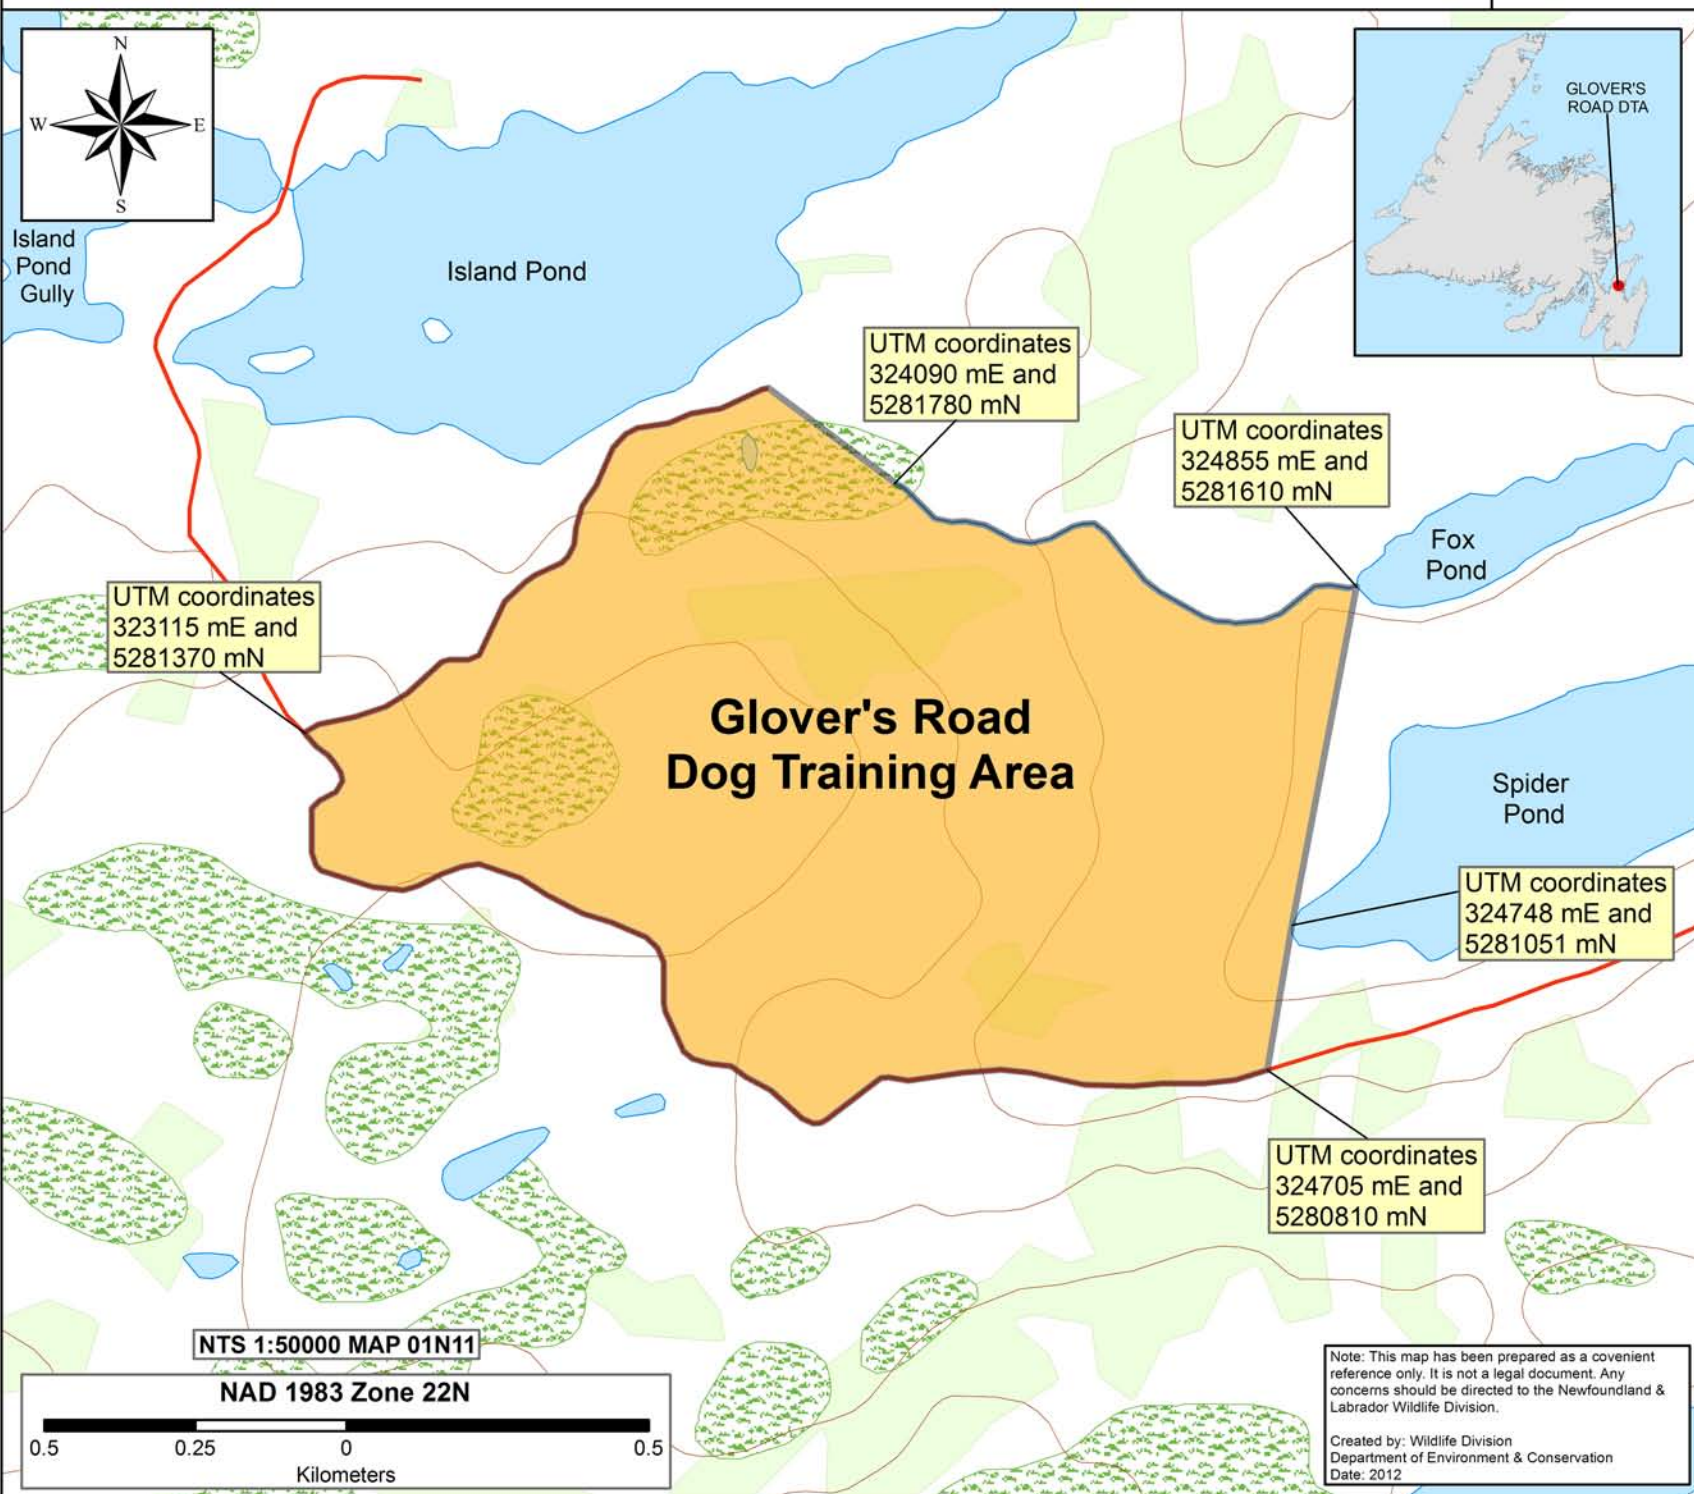 N
W
E
S
GLOVER'S
ROAD DTA
Island
Pond
Gully
Island Pond
UTM coordinates
324090 mE and
5281780 mN
UTM coordinates
324855 mE and
5281610 mN
Fox
Pond
UTM coordinates
323115 mE and
5281370 mN
Glover's Road
Dog Training Area
Spider
Pond
UTM coordinates
324748 mE and
5281051 mN
UTM coordinates
324705 mE and
5280810 mN
NTS 1:50000 MAP 01N11
NAD 1983 Zone 22N
0.5 0.25 0 0.5
Kilometers
Note: This map has been prepared as a covenient
reference only. It is not a legal document. Any
concerns should be directed to the Newfoundland &
Labrador Wildlife Division.
Created by: Wildlife Division
Department of Environment & Conservation
Date: 2012